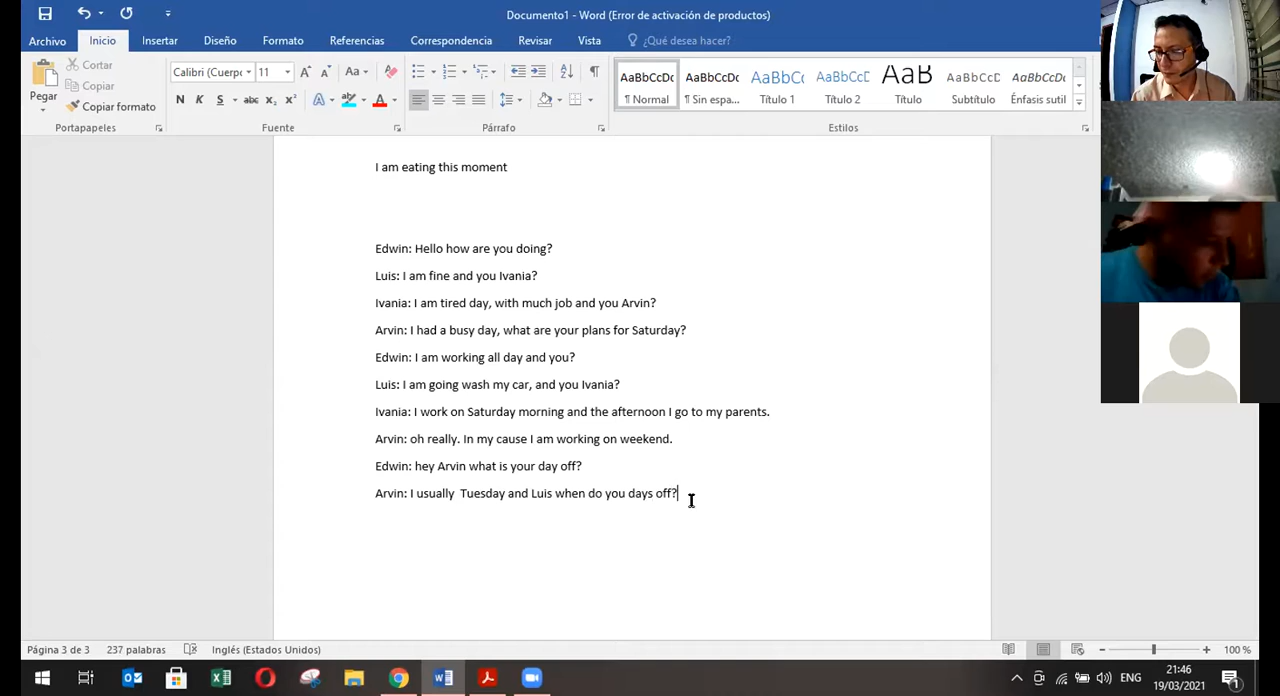 Documento1 - Word (Error de activación de productos)
Archivo Inicio Insertar Diseño Formato Referencias Correspondencia Revisar Vista ¿Qué desea hacer?
Pegar
Cortar
Copiar
Copiar formato
Portapapeles
Calibri (Cuerpo 11
N K S abc x₂ x²
Fuente
Párrafo
AaBbCcDc AaBbCcDc AaBbCc AaBbCcD AaB AaBbCcD AaBbCcDc
¶ Normal ¶ Sin espa... Título 1 Título 2 Título Subtítulo Énfasis sutil
Estilos
I am eating this moment
Edwin: Hello how are you doing?
Luis: I am fine and you Ivania?
Ivania: I am tired day, with much job and you Arvin?
Arvin: I had a busy day, what are your plans for Saturday?
Edwin: I am working all day and you?
Luis: I am going wash my car, and you Ivania?
Ivania: I work on Saturday morning and the afternoon I go to my parents.
Arvin: oh really. In my cause I am working on weekend.
Edwin: hey Arvin what is your day off?
Arvin: I usually  Tuesday and Luis when do you days off?
Página 3 de 3 237 palabras Inglés (Estados Unidos) 100 %
ENG
21:46
19/03/2021
1